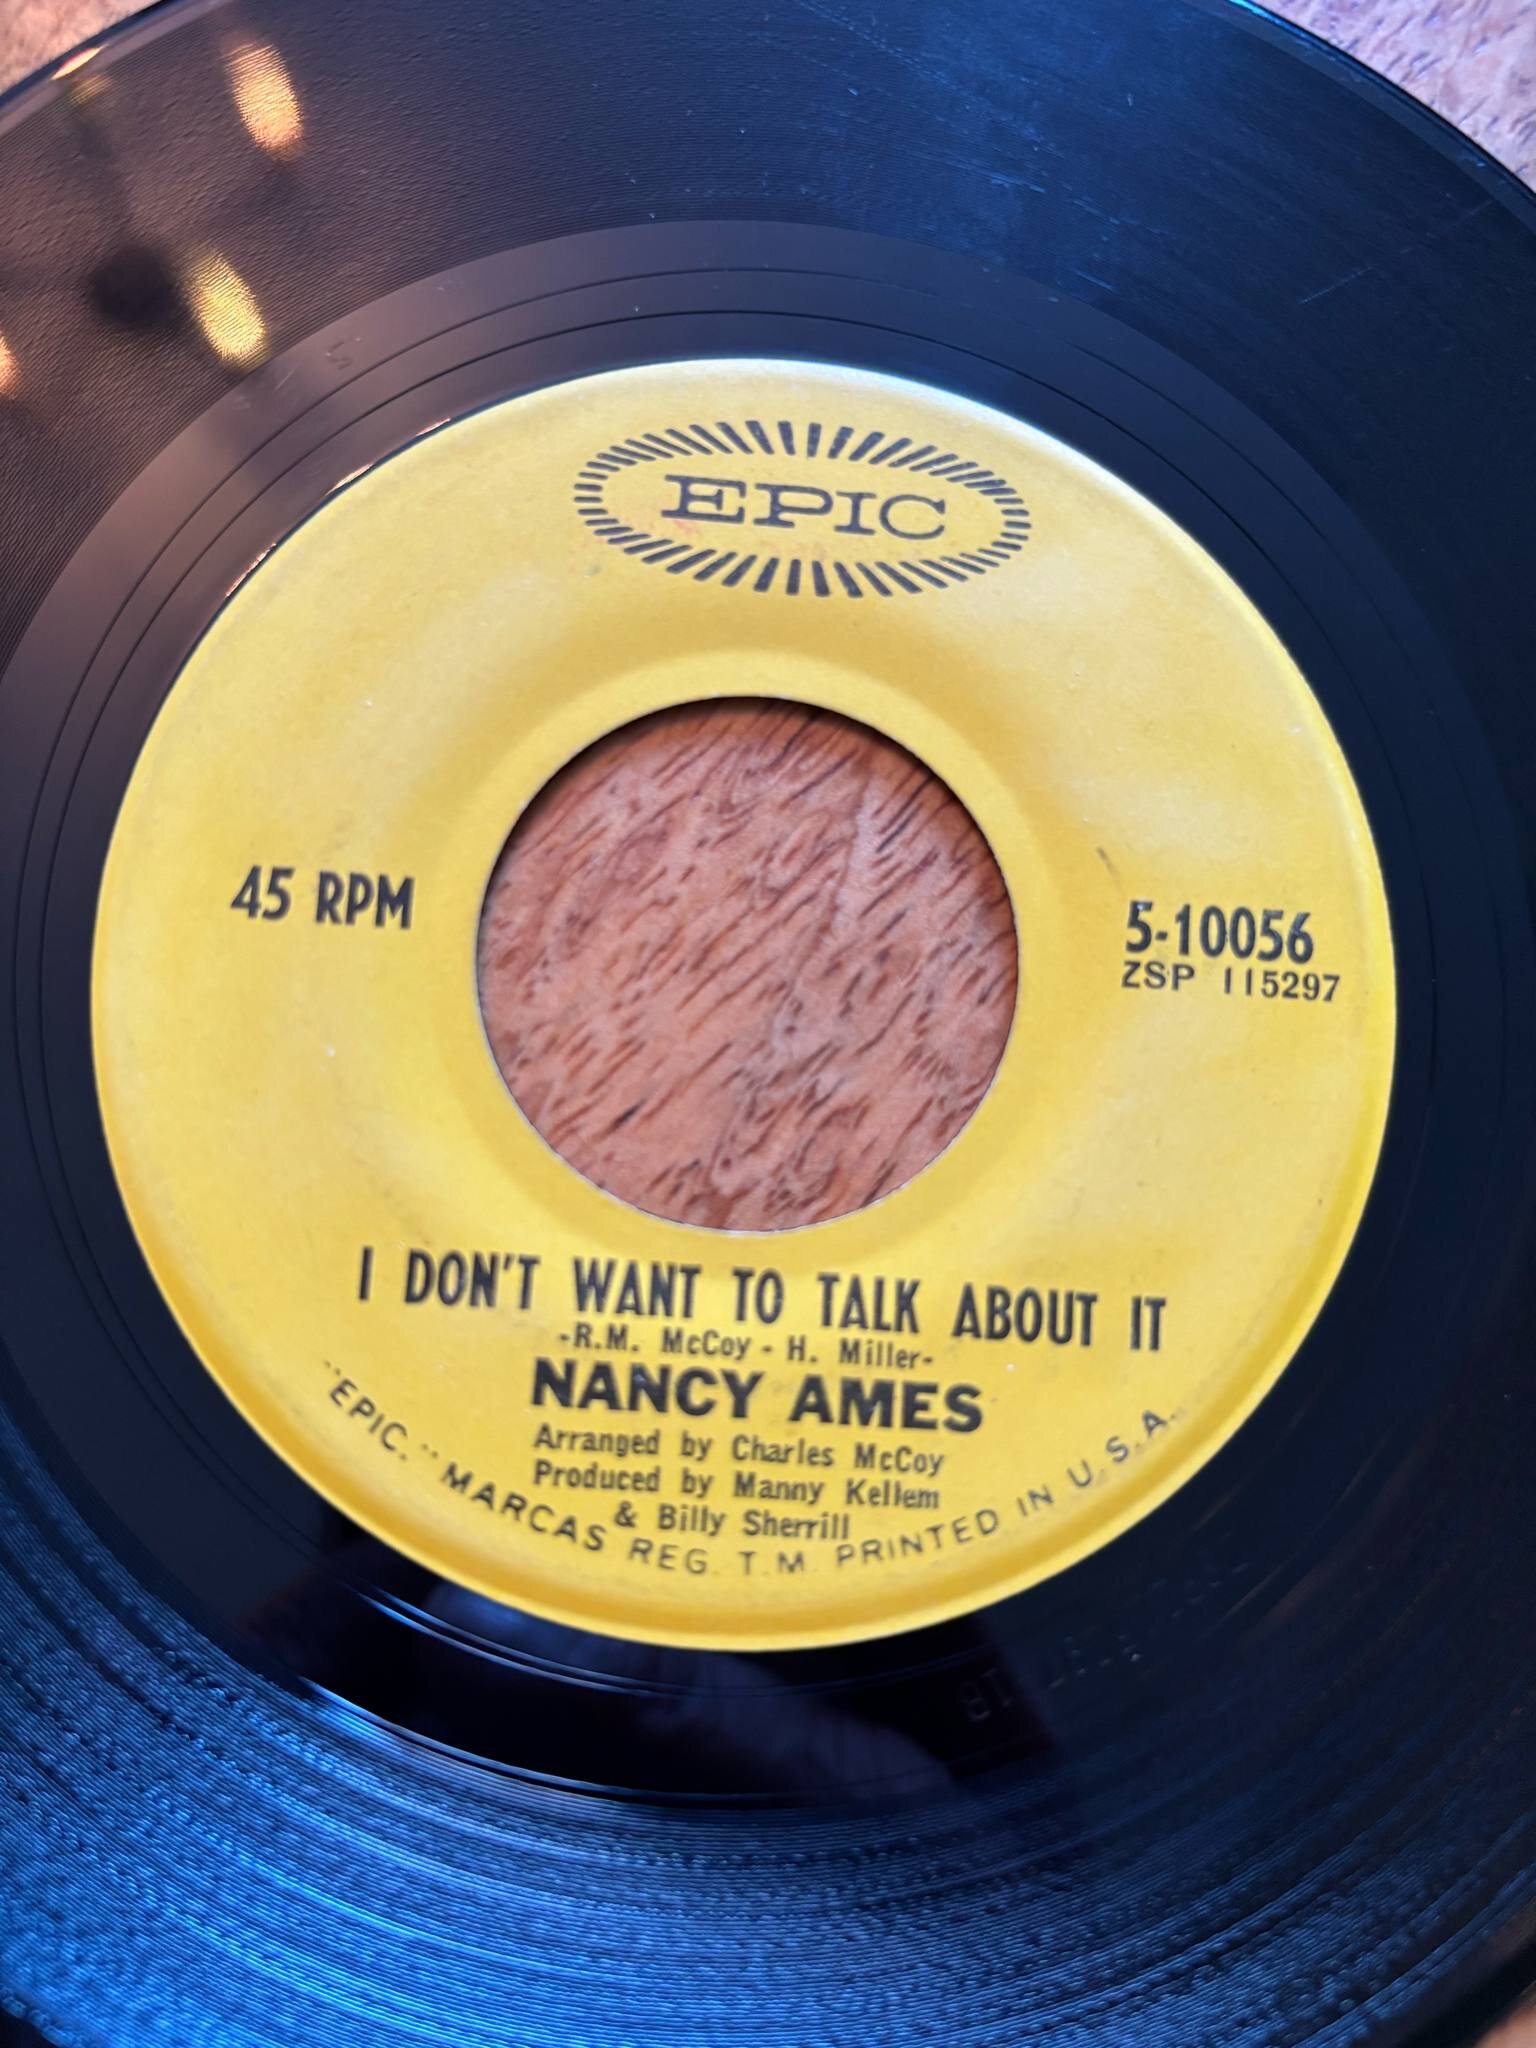 EPIC
45 RPM
5-10056
ZSP 115297
I DON'T WANT TO TALK ABOUT IT
-R.M. McCoy - H. Miller-
NANCY AMES
Arranged by Charles McCoy
Produced by Manny Kellem
& Billy Sherrill
"EPIC," MARCAS REG. T.M. PRINTED IN U.S.A.